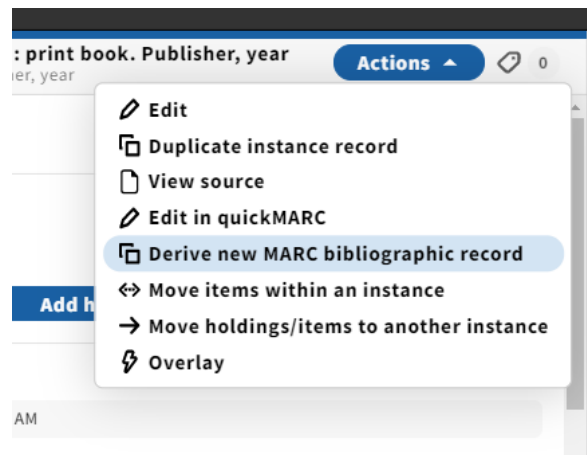 : print book. Publisher, year
er, year
Actions
0
Edit
Duplicate instance record
View source
Edit in quickMARC
Derive new MARC bibliographic record
Move items within an instance
Add h
Move holdings/items to another instance
Overlay
AM